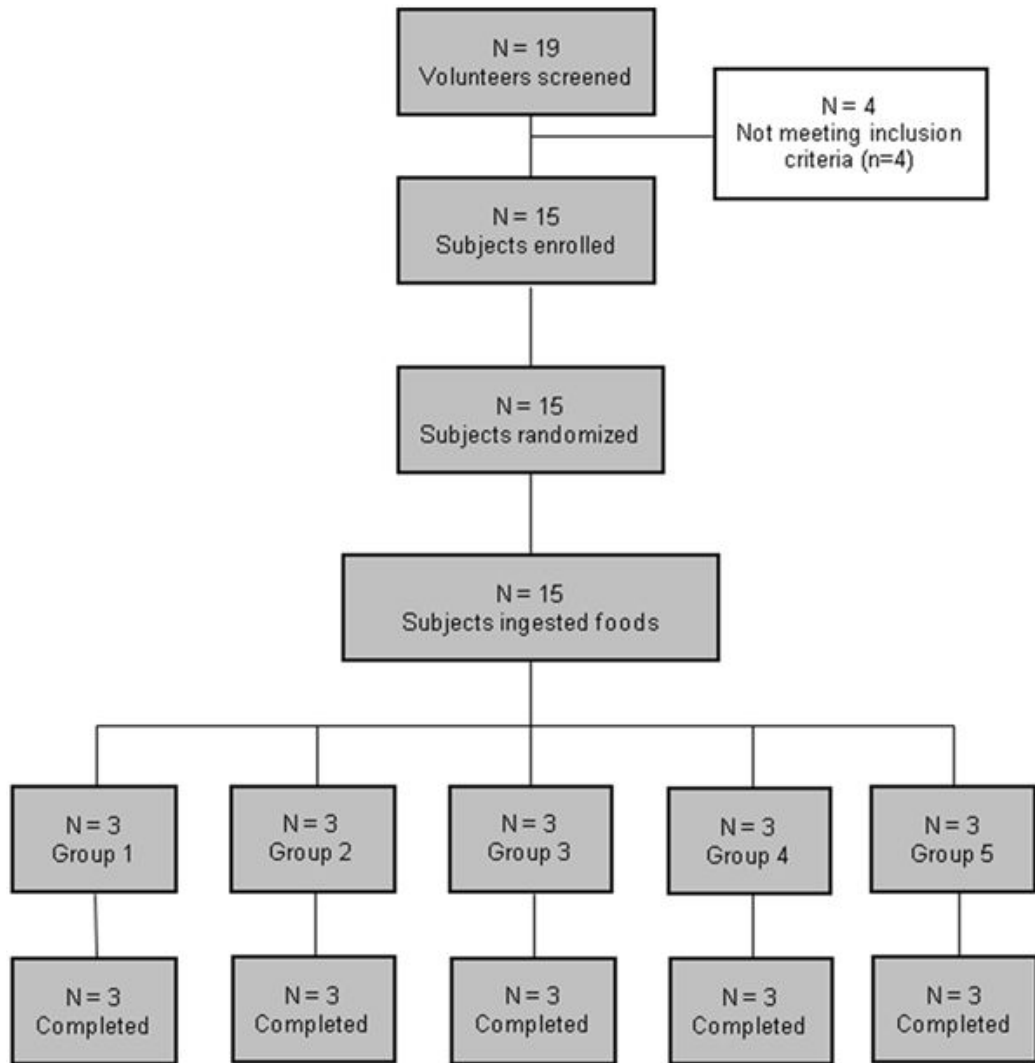 N = 19
Volunteers screened
N = 4
Not meeting inclusion
criteria (n=4)
N = 15
Subjects enrolled
N = 15
Subjects randomized
N = 15
Subjects ingested foods
N = 3
Group 1
N = 3
Group 2
N = 3
Group 3
N = 3
Group 4
N = 3
Group 5
N = 3
Completed
N = 3
Completed
N = 3
Completed
N = 3
Completed
N = 3
Completed